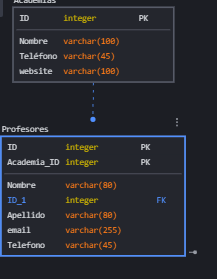 Academias
ID integer PK
Nombre varchar(100)
Teléfono varchar(45)
website varchar(100)
Profesores
ID integer PK
Academia_ID integer PK
Nombre varchar(80)
ID_1 integer FK
Apellido varchar(80)
email varchar(255)
Telefono varchar(45)